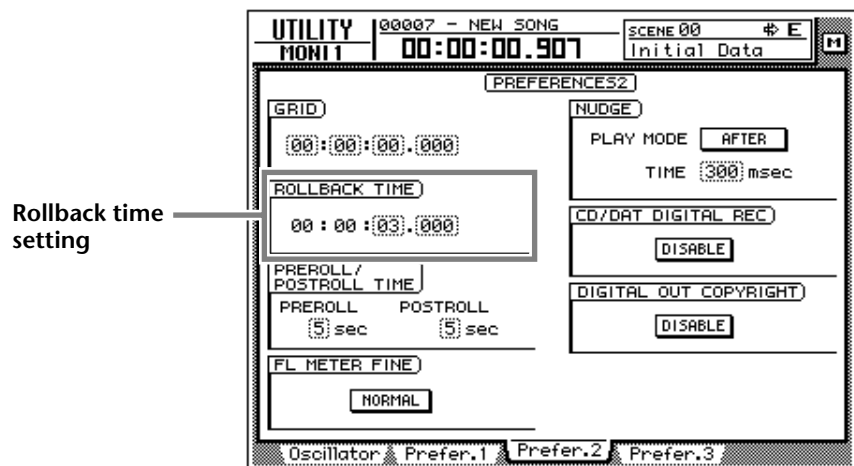 UTILITY
MONI 1
00007 - NEW SONG
00:00:00.907
SCENE 00 E
Initial Data
M
PREFERENCES2
GRID
00:00:00.000
ROLLBACK TIME
00:00:03.000
PREROLL/
POSTROLL TIME
PREROLL POSTROLL
5 sec 5 sec
FL METER FINE
NORMAL
NUDGE
PLAY MODE AFTER
TIME 300 msec
CD/DAT DIGITAL REC
DISABLE
DIGITAL OUT COPYRIGHT
DISABLE
Oscillator Prefer.1 Prefer.2 Prefer.3
Rollback time
setting